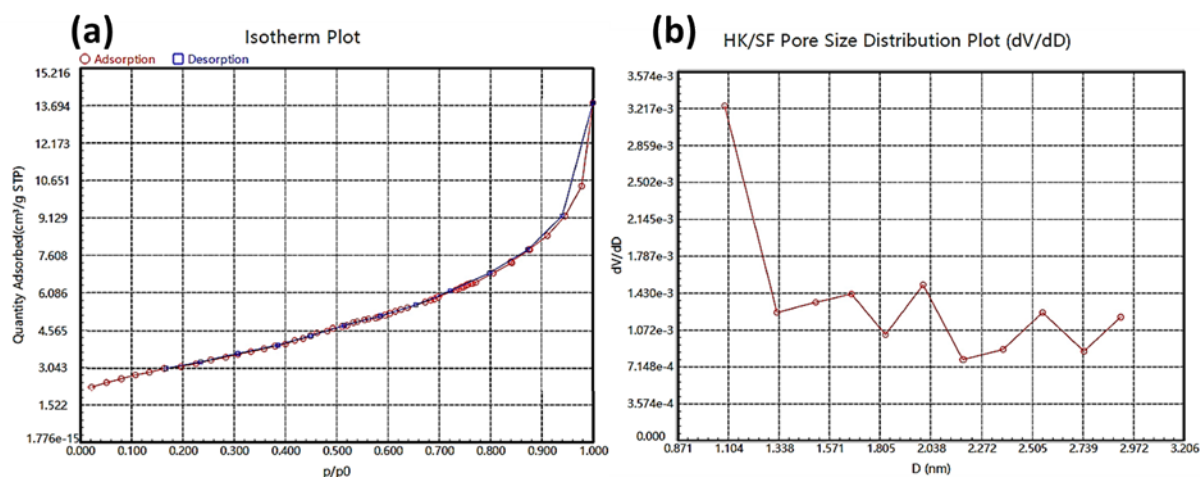 (a)
Isotherm Plot
Adsorption Desorption
Quantity Adsorbed(cm³/g STP)
15.216
13.694
12.173
10.651
9.129
7.608
6.086
4.565
3.043
1.522
1.776e-15
0.000 0.100 0.200 0.300 0.400 0.500 0.600 0.700 0.800 0.900 1.000
p/p0
(b)
HK/SF Pore Size Distribution Plot (dV/dD)
dV/dD
3.574e-3
3.217e-3
2.859e-3
2.502e-3
2.145e-3
1.787e-3
1.430e-3
1.072e-3
7.148e-4
3.574e-4
0.000
0.871 1.104 1.338 1.571 1.805 2.038 2.272 2.505 2.739 2.972 3.206
D (nm)